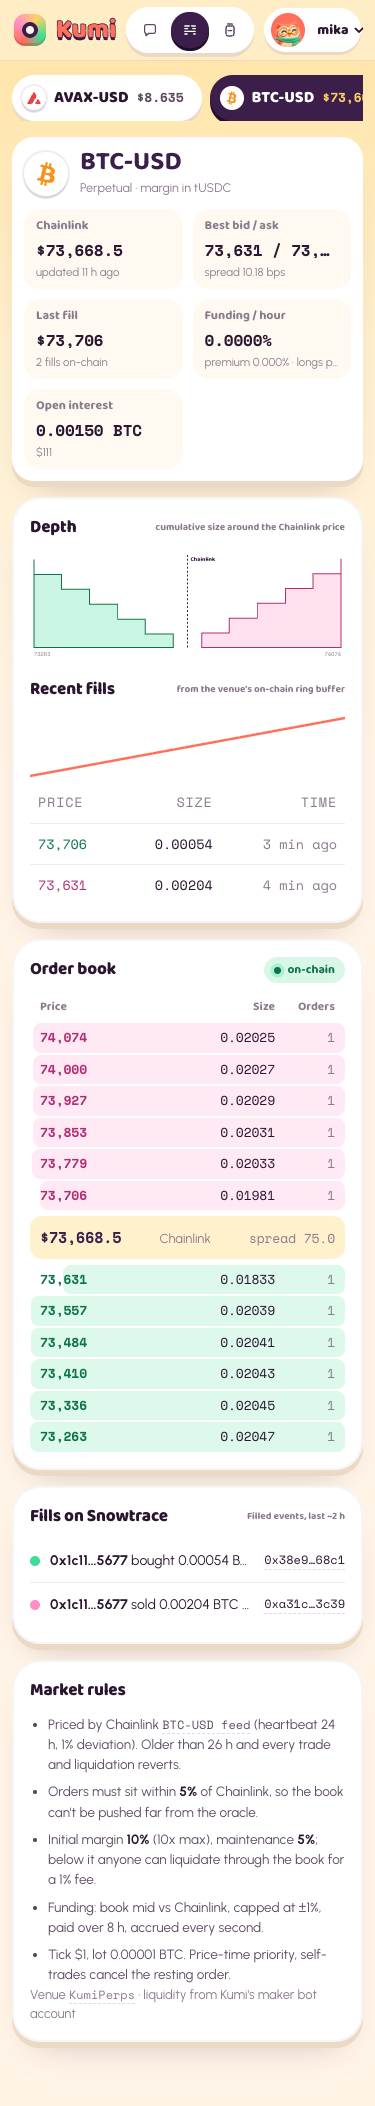 Kumi
mika
AVAX-USD $8.635
BTC-USD $73,6
BTC-USD
Perpetual · margin in tUSDC
Chainlink
$73,668.5
updated 11 h ago
Best bid / ask
73,631 / 73,…
spread 10.18 bps
Last fill
$73,706
2 fills on-chain
Funding / hour
0.0000%
premium 0.000% · longs p…
Open interest
0.00150 BTC
$111
Depth
cumulative size around the Chainlink price
Chainlink
73263
74074
Recent fills
from the venue's on-chain ring buffer
PRICE SIZE TIME
73,706 0.00054 3 min ago
73,631 0.00204 4 min ago
Order book
on-chain
Price Size Orders
74,074 0.02025 1
74,000 0.02027 1
73,927 0.02029 1
73,853 0.02031 1
73,779 0.02033 1
73,706 0.01981 1
$73,668.5 Chainlink spread 75.0
73,631 0.01833 1
73,557 0.02039 1
73,484 0.02041 1
73,410 0.02043 1
73,336 0.02045 1
73,263 0.02047 1
Fills on Snowtrace
Filled events, last ~2 h
0x1c11…5677 bought 0.00054 B… 0x38e9…68c1
0x1c11…5677 sold 0.00204 BTC … 0xa31c…3c39
Market rules
• Priced by Chainlink BTC-USD feed (heartbeat 24
h, 1% deviation). Older than 26 h and every trade
and liquidation reverts.
• Orders must sit within 5% of Chainlink, so the book
can't be pushed far from the oracle.
• Initial margin 10% (10x max), maintenance 5%;
below it anyone can liquidate through the book for
a 1% fee.
• Funding: book mid vs Chainlink, capped at ±1%,
paid over 8 h, accrued every second.
• Tick $1, lot 0.00001 BTC. Price-time priority, self-
trades cancel the resting order.
Venue KumiPerps · liquidity from Kumi's maker bot
account